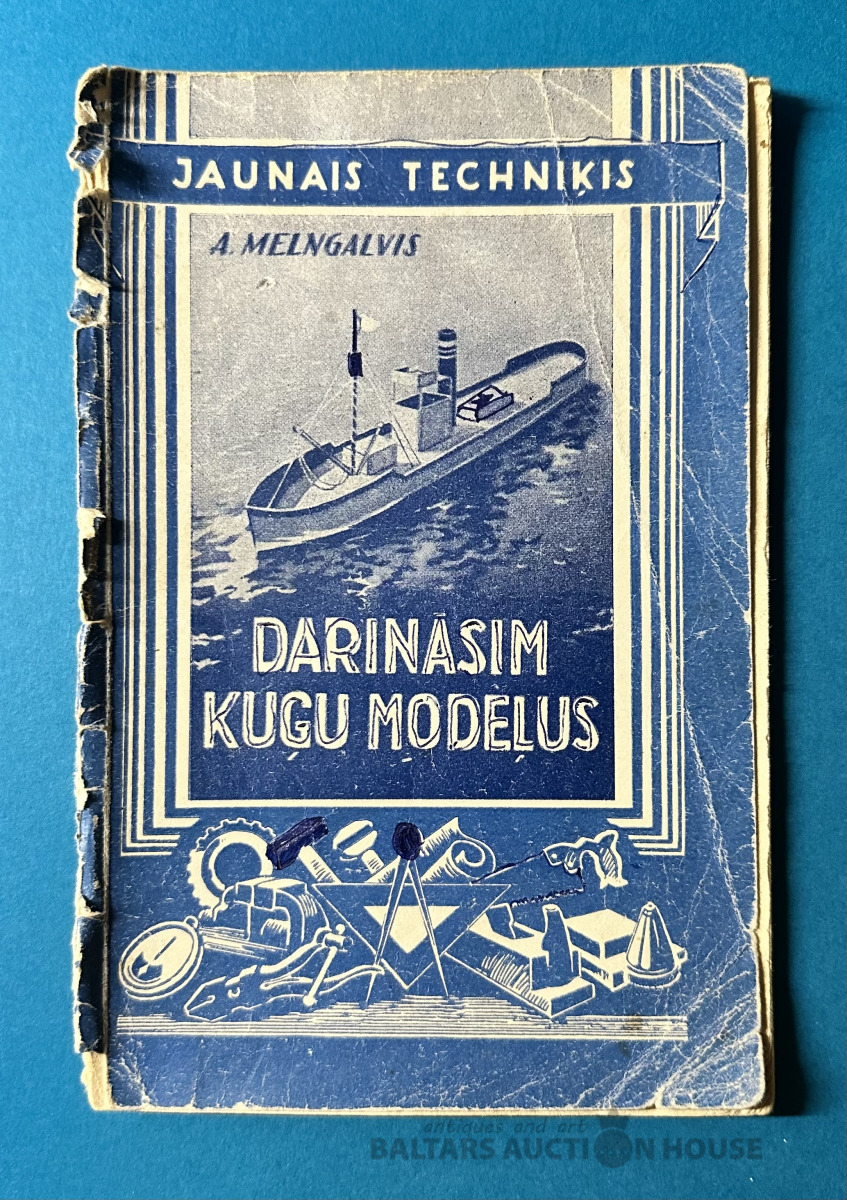 JAUNAIS TECHNIĶIS
A. MELNGALVIS
DARINĀSIM
KUĢU MODEĻUS
antiques and art
BALTARS AUCTION HOUSE